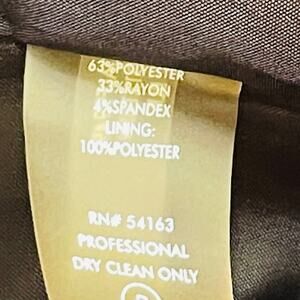 63%POLYESTER
33%RAYON
4%SPANDEX
LINING:
100%POLYESTER
RN# 54163
PROFESSIONAL
DRY CLEAN ONLY
P